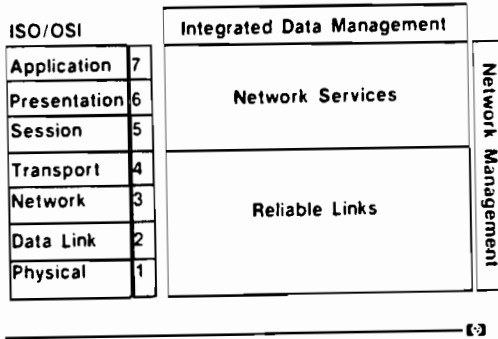 ISO/OSI
Application 7
Presentation 6
Session 5
Transport 4
Network 3
Data Link 2
Physical 1
Integrated Data Management
Network Services
Reliable Links
Network Management
hp